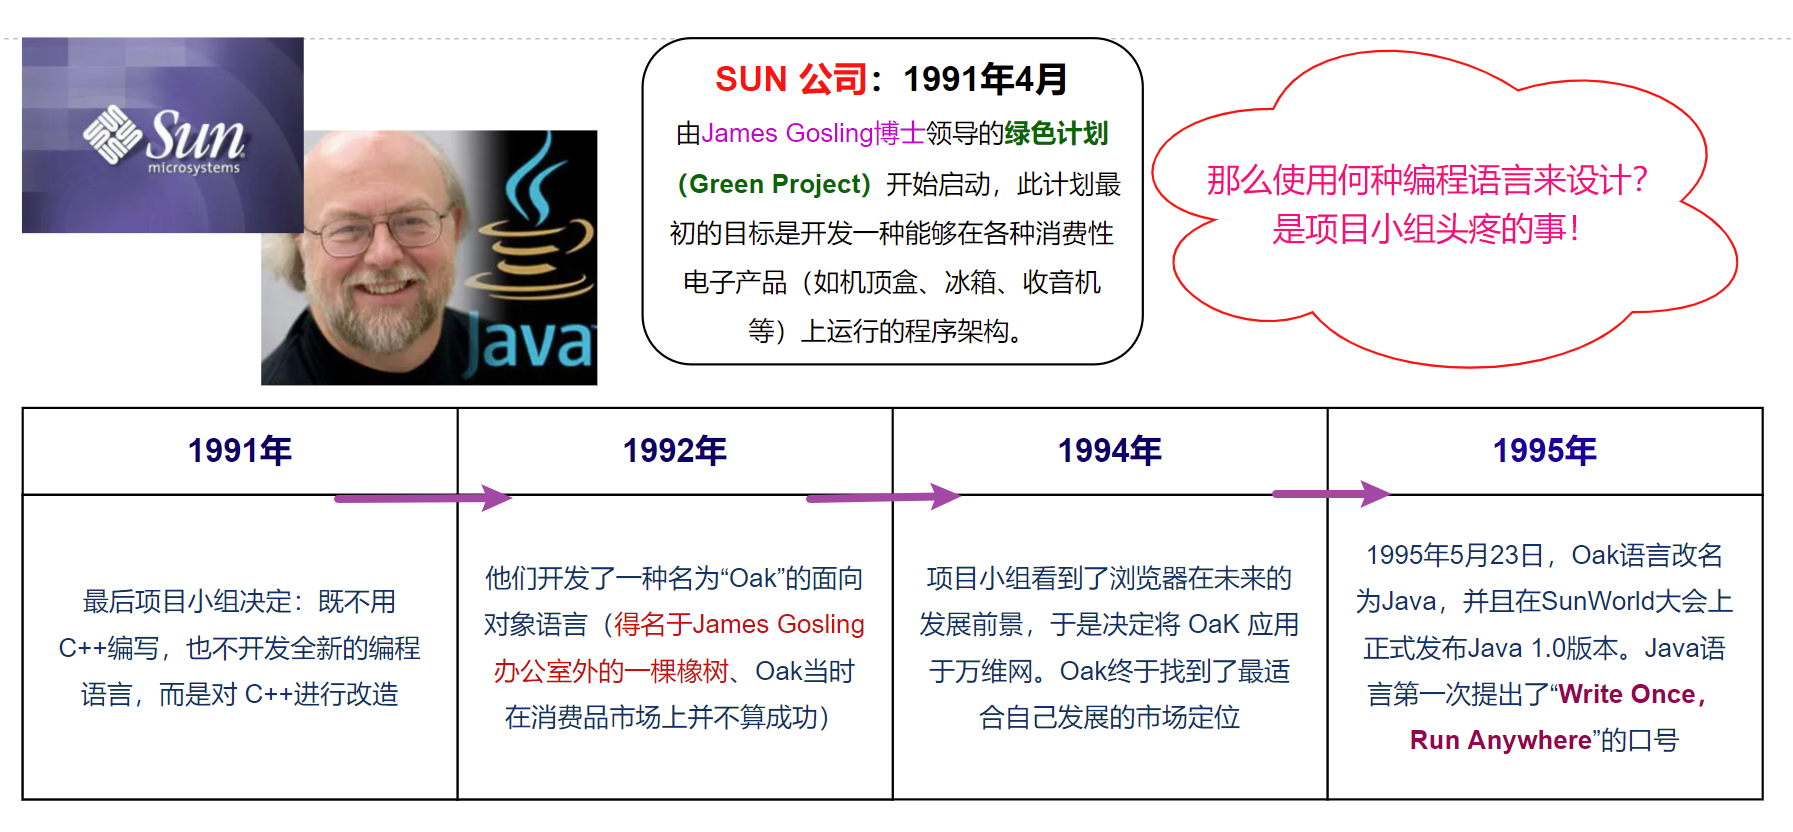 Sun
microsystems
Java
SUN 公司：1991年4月
由James Gosling博士领导的绿色计划
（Green Project）开始启动，此计划最
初的目标是开发一种能够在各种消费性
电子产品（如机顶盒、冰箱、收音机
等）上运行的程序架构。
那么使用何种编程语言来设计？
是项目小组头疼的事！
1991年
1992年
1994年
1995年
最后项目小组决定：既不用
C++编写，也不开发全新的编程
语言，而是对 C++进行改造
他们开发了一种名为“Oak”的面向
对象语言（得名于James Gosling
办公室外的一棵橡树、Oak当时
在消费品市场上并不算成功）
项目小组看到了浏览器在未来的
发展前景，于是决定将 OaK 应用
于万维网。Oak终于找到了最适
合自己发展的市场定位
1995年5月23日，Oak语言改名
为Java，并且在SunWorld大会上
正式发布Java 1.0版本。Java语
言第一次提出了“Write Once，
Run Anywhere”的口号